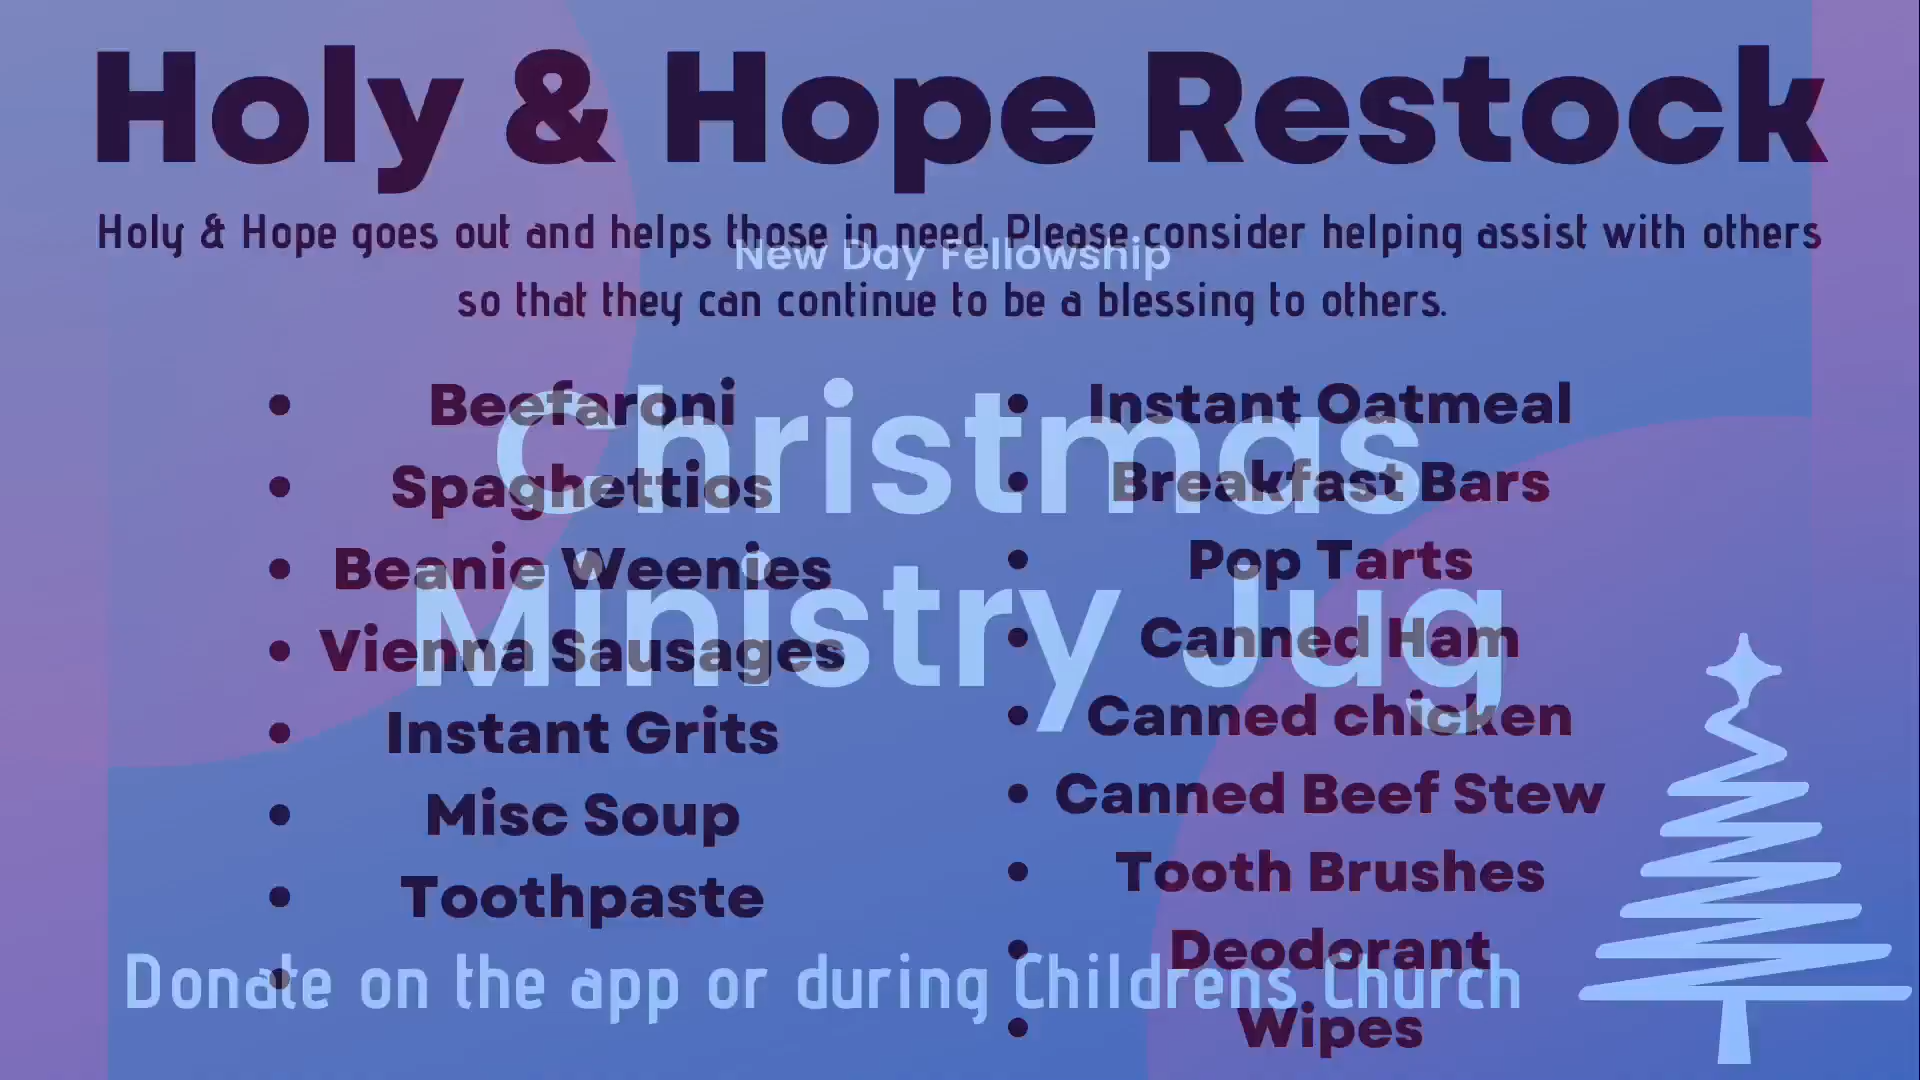 Holy & Hope Restock
Holy & Hope goes out and helps those in need. Please consider helping assist with others
so that they can continue to be a blessing to others.
• Beefaroni
• Spaghettios
• Beanie Weenies
• Vienna Sausages
• Instant Grits
• Misc Soup
• Toothpaste
•
• Instant Oatmeal
• Breakfast Bars
• Pop Tarts
• Canned Ham
• Canned chicken
• Canned Beef Stew
• Tooth Brushes
• Deodorant
• Wipes
New Day Fellowship
Christmas
Ministry Jug
Donate on the app or during Childrens Church